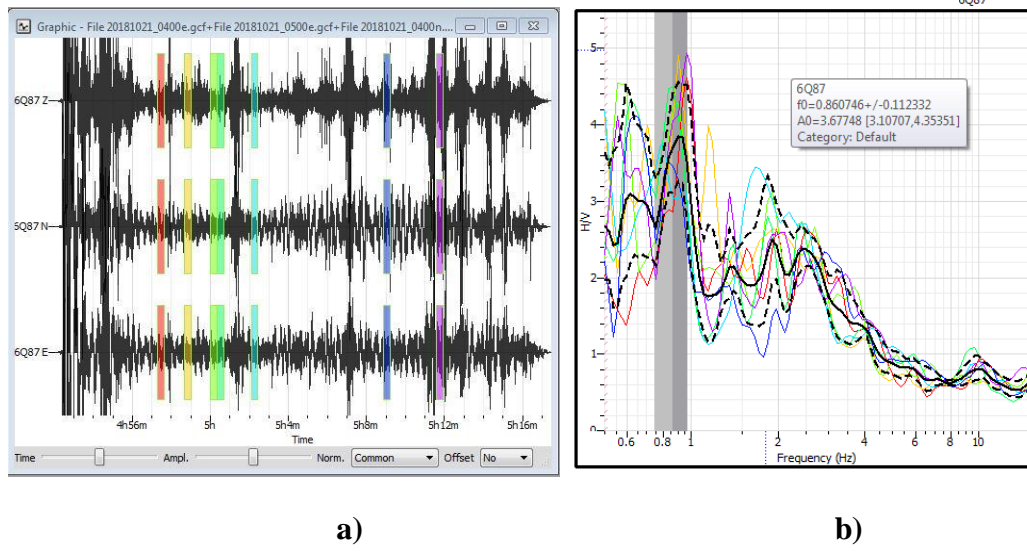 Graphic - File 20181021_0400e.gcf+File 20181021_0500e.gcf+File 20181021_0400n....
6Q87 Z
5Q87 N
6Q87 E
4h56m 5h 5h4m 5h8m 5h12m 5h16m
Time
Time Ampl. Norm. Common Offset No
a)
6Q87
5
4
3
2
1
0
H/V
6Q87
f0=0.860746+/-0.112332
A0=3.67748 [3.10707,4.35351]
Category: Default
0.6 0.8 1 2 4 6 8 10
Frequency (Hz)
b)